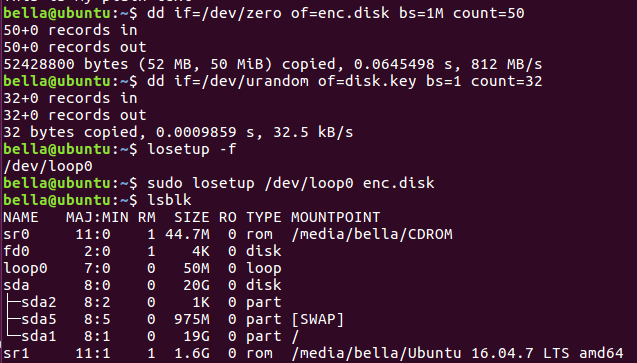 bella@ubuntu:~$ dd if=/dev/zero of=enc.disk bs=1M count=50
50+0 records in
50+0 records out
52428800 bytes (52 MB, 50 MiB) copied, 0.0645498 s, 812 MB/s
bella@ubuntu:~$ dd if=/dev/urandom of=disk.key bs=1 count=32
32+0 records in
32+0 records out
32 bytes copied, 0.0009859 s, 32.5 kB/s
bella@ubuntu:~$ losetup -f
/dev/loop0
bella@ubuntu:~$ sudo losetup /dev/loop0 enc.disk
bella@ubuntu:~$ lsblk
NAME   MAJ:MIN RM  SIZE RO TYPE MOUNTPOINT
sr0     11:0    1 44.7M  0 rom  /media/bella/CDROM
fd0      2:0    1    4K  0 disk
loop0    7:0    0   50M  0 loop
sda      8:0    0   20G  0 disk
├─sda2   8:2    0    1K  0 part
├─sda5   8:5    0  975M  0 part [SWAP]
└─sda1   8:1    0   19G  0 part /
sr1     11:1    1  1.6G  0 rom  /media/bella/Ubuntu 16.04.7 LTS amd64